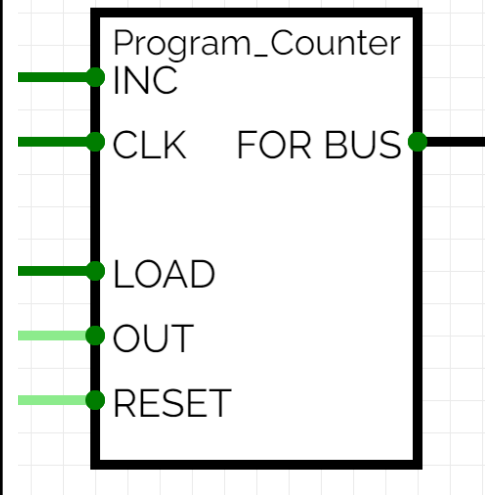 Program_Counter
INC
CLK FOR BUS
LOAD
OUT
RESET